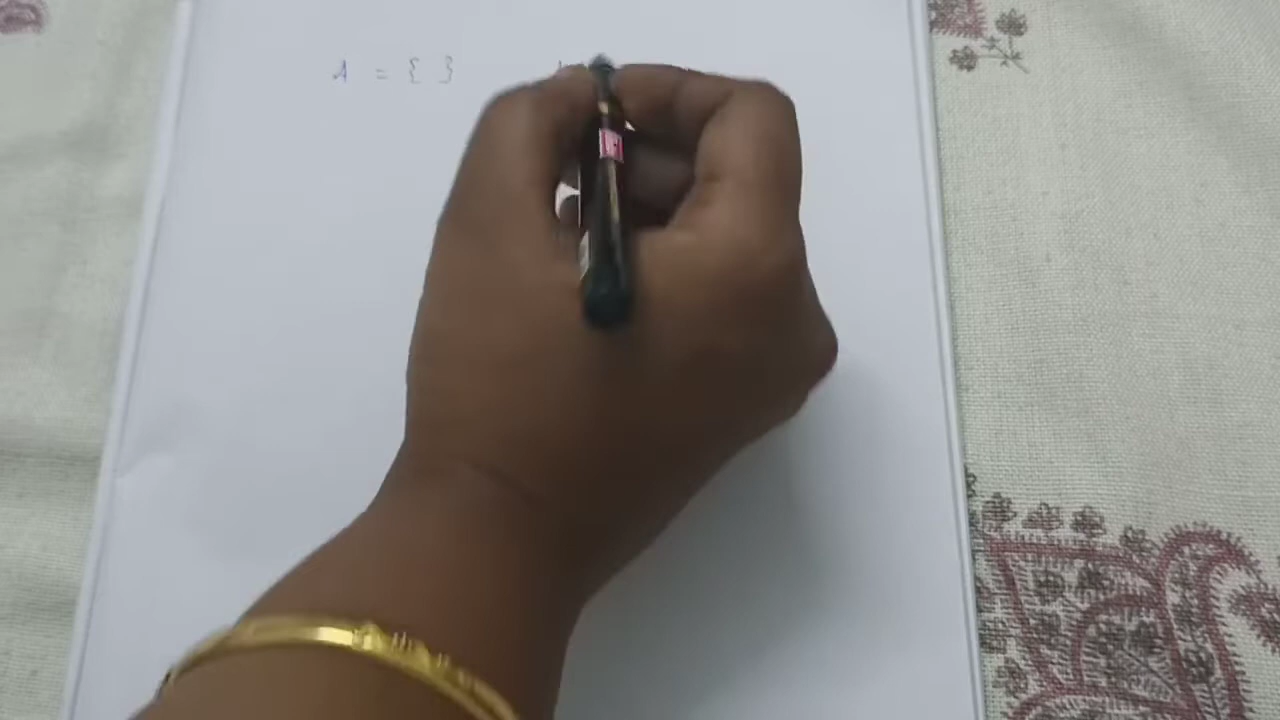 A = { }